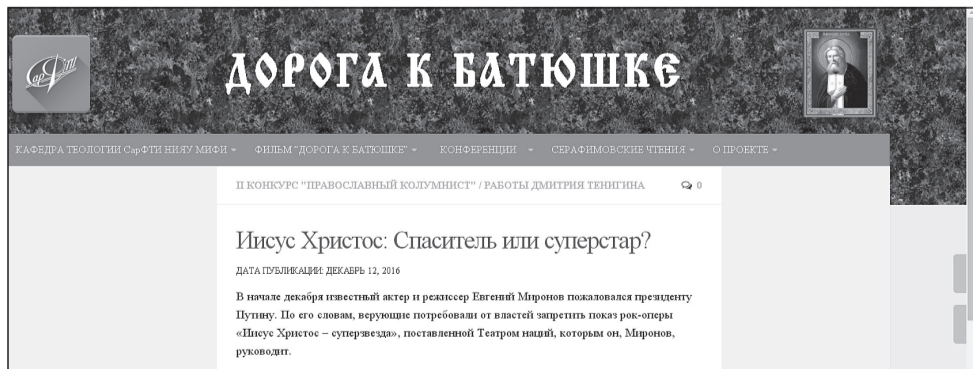 СарФТИ
ДОРОГА К БАТЮШКЕ
КАФЕДРА ТЕОЛОГИИ СарФТИ НИЯУ МИФИ ФИЛЬМ "ДОРОГА К БАТЮШКЕ" КОНФЕРЕНЦИИ СЕРАФИМОВСКИЕ ЧТЕНИЯ О ПРОЕКТЕ
II КОНКУРС "ПРАВОСЛАВНЫЙ КОЛУМНИСТ" / РАБОТЫ ДМИТРИЯ ТЕНИГИНА 0
Иисус Христос: Спаситель или суперстар?
ДАТА ПУБЛИКАЦИИ: ДЕКАБРЬ 12, 2016
В начале декабря известный актер и режиссер Евгений Миронов пожаловался президенту
Путину. По его словам, верующие потребовали от властей запретить показ рок-оперы
«Иисус Христос – суперзвезда», поставленной Театром наций, которым он, Миронов,
руководит.